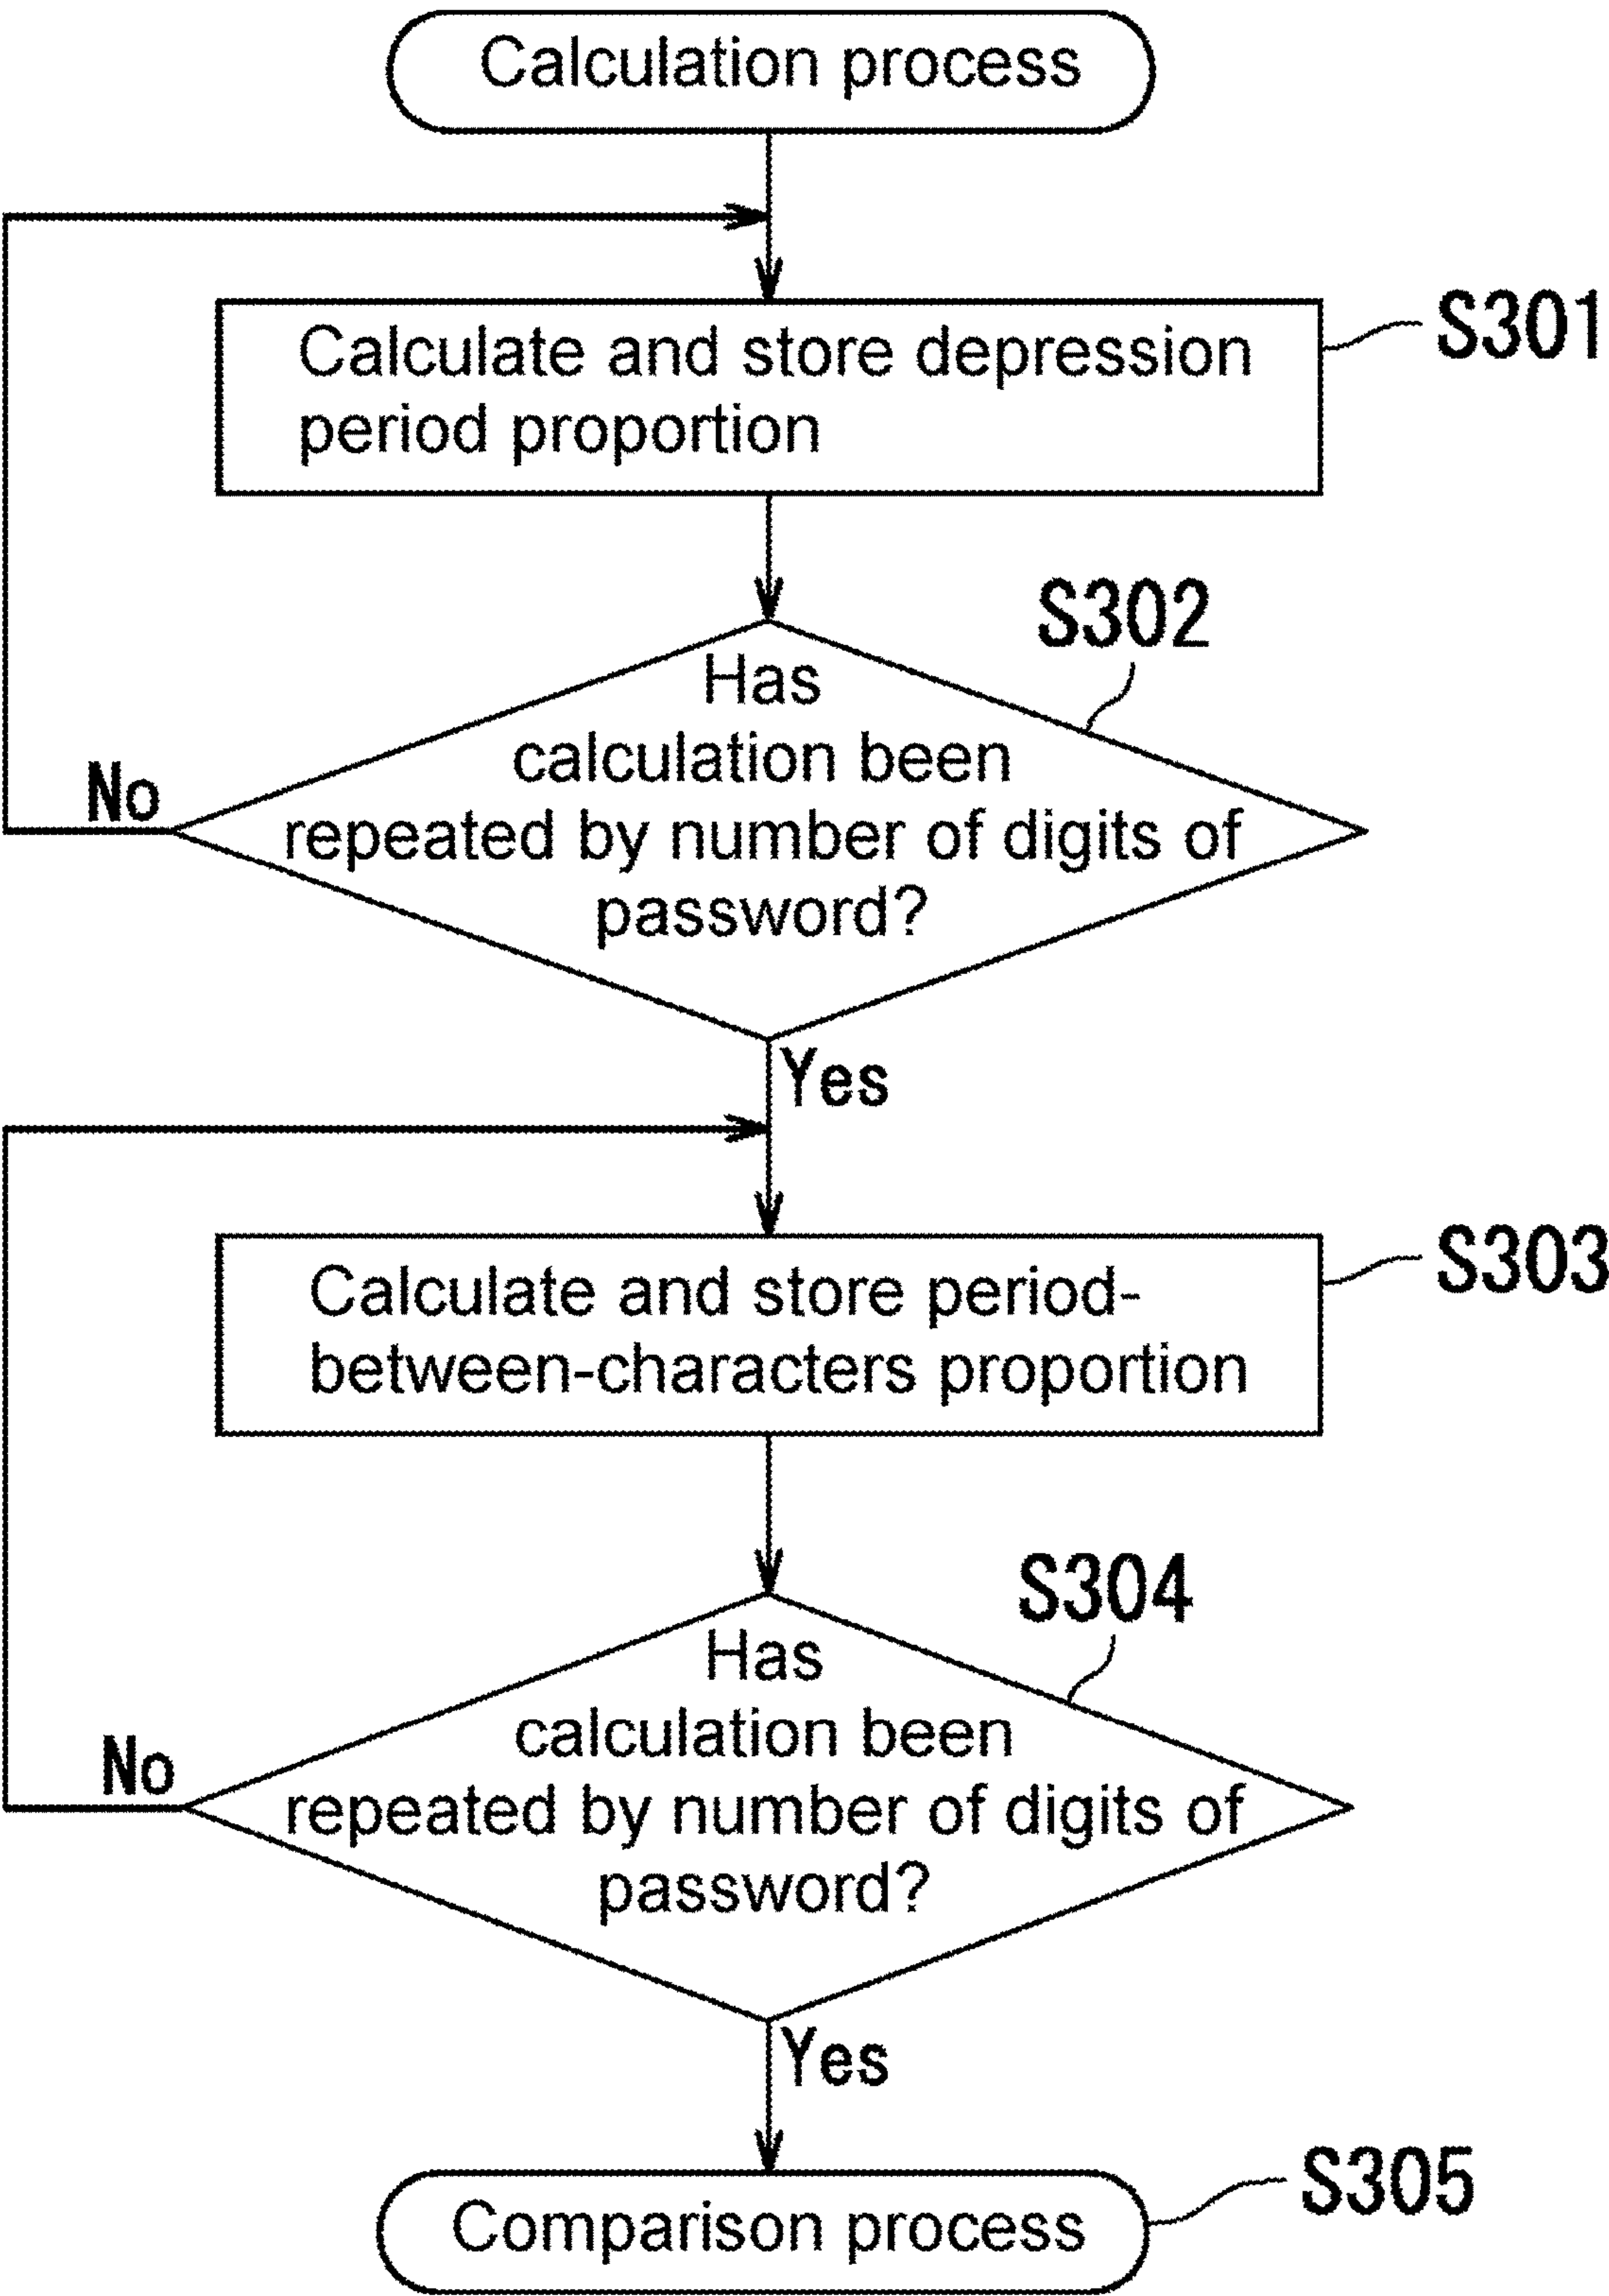 Calculation process
Calculate and store depression
period proportion
S301
S302
Has
calculation been
repeated by number of digits of
password?
No
Yes
Calculate and store period-
between-characters proportion
S303
S304
Has
calculation been
repeated by number of digits of
password?
No
Yes
Comparison process
S305